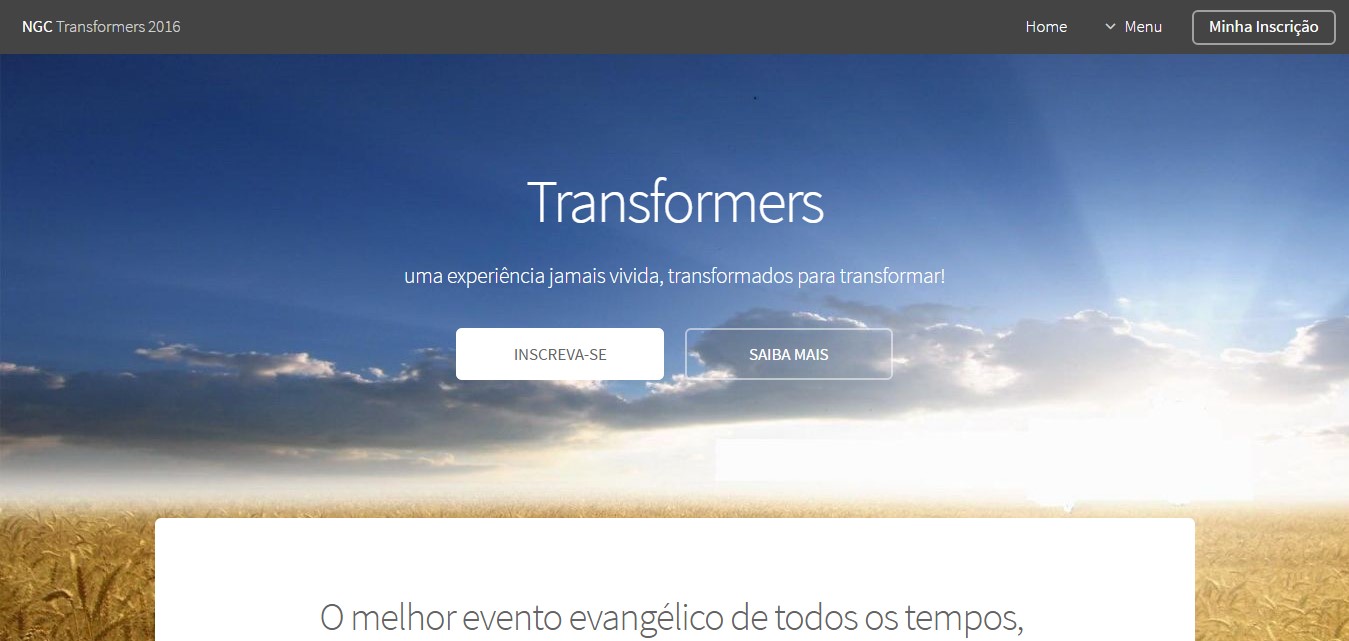 NGC Transformers 2016
Home
Menu
Minha Inscrição
Transformers
uma experiência jamais vivida, transformados para transformar!
INSCREVA-SE
SAIBA MAIS
O melhor evento evangélico de todos os tempos,